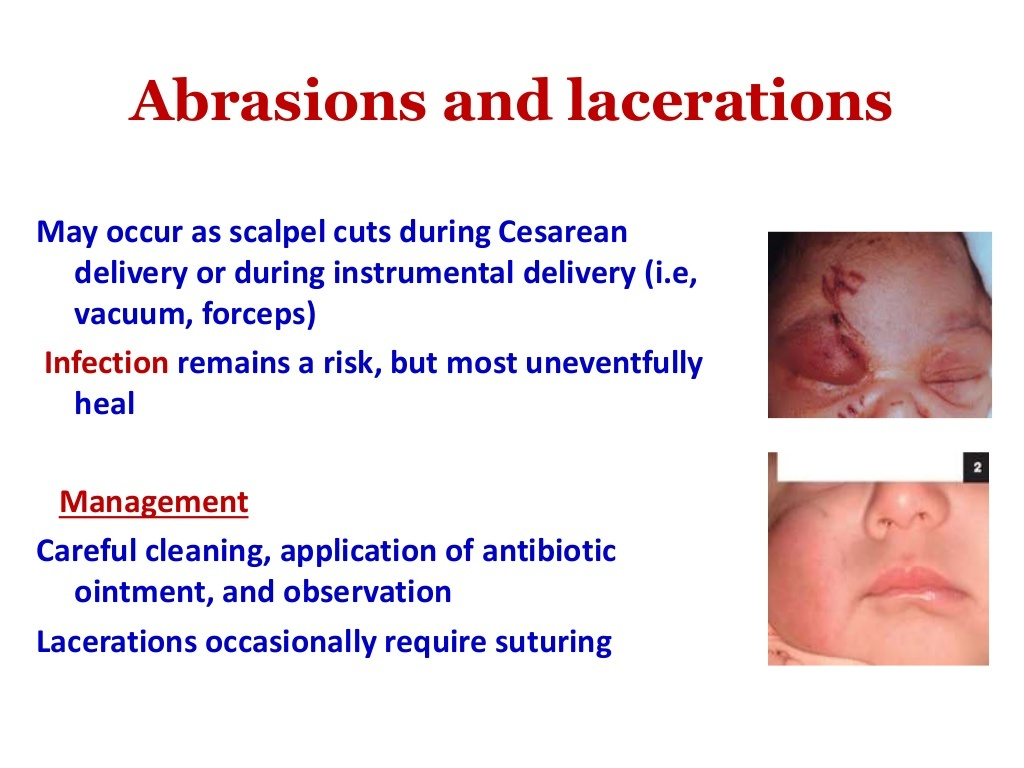 Abrasions and lacerations
May occur as scalpel cuts during Cesarean
delivery or during instrumental delivery (i.e,
vacuum, forceps)
Infection remains a risk, but most uneventfully
heal
Management
Careful cleaning, application of antibiotic
ointment, and observation
Lacerations occasionally require suturing
2